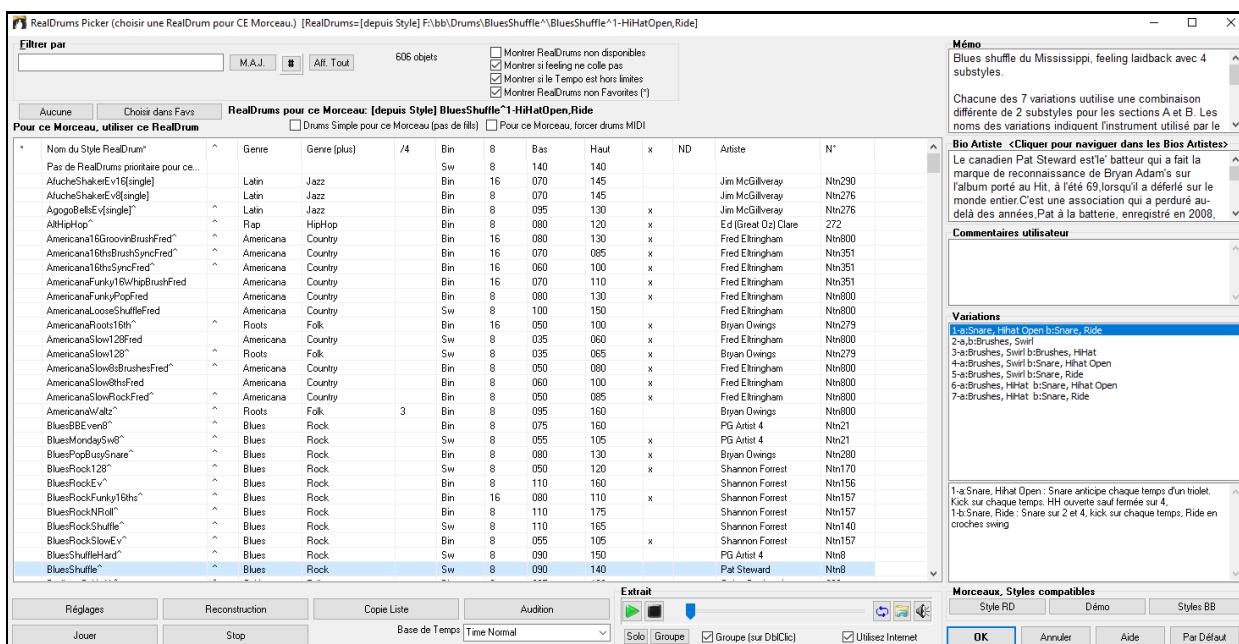 RealDrums Picker (choisir une RealDrum pour CE Morceau.) [RealDrums=[depuis Style] F:\bb\Drums\BluesShuffle^\BluesShuffle^1-HiHatOpen,Ride]
Filtrer par
M.A.J. # Aff. Tout 606 objets
Montrer RealDrums non disponibles
Montrer si feeling ne colle pas
Montrer si le Tempo est hors limites
Montrer RealDrums non Favorites (*)
Aucune Choisir dans Favs RealDrums pour ce Morceau: [depuis Style] BluesShuffle^1-HiHatOpen,Ride
Pour ce Morceau, utiliser ce RealDrum Drums Simple pour ce Morceau (pas de fills) Pour ce Morceau, forcer drums MIDI
* Nom du Style RealDrum* ^ Genre Genre (plus) /4 Bin 8 Bas Haut x ND Artiste N°
Pas de RealDrums prioritaire pour ce... Sw 8 140 140
AfucheShakerEv16[single] Latin Jazz Bin 16 070 145 Jim McGillveray Ntn290
AfucheShakerEv8[single] Latin Jazz Bin 8 070 145 Jim McGillveray Ntn276
AgogoBellsEv[single]^ ^ Latin Jazz Bin 8 095 130 x Jim McGillveray Ntn276
AltHipHop^ ^ Rap HipHop Bin 8 080 120 x Ed (Great Oz) Clare 272
Americana16GroovinBrushFred^ ^ Americana Country Bin 16 080 130 x Fred Eltringham Ntn800
Americana16thsBrushSyncFred^ ^ Americana Country Bin 16 070 085 x Fred Eltringham Ntn351
Americana16thsSyncFred^ ^ Americana Country Bin 16 060 100 x Fred Eltringham Ntn351
AmericanaFunky16WhipBrushFred Americana Country Bin 16 070 110 x Fred Eltringham Ntn351
AmericanaFunkyPopFred Americana Country Bin 8 080 130 x Fred Eltringham Ntn800
AmericanaLooseShuffleFred Americana Country Sw 8 100 150 Fred Eltringham Ntn800
AmericanaRoots16th^ ^ Roots Folk Bin 16 050 100 x Bryan Owings Ntn279
AmericanaSlow128Fred Americana Country Sw 8 035 060 x Fred Eltringham Ntn800
AmericanaSlow128^ ^ Roots Folk Sw 8 035 065 x Bryan Owings Ntn279
AmericanaSlow8sBrushesFred^ ^ Americana Country Bin 8 050 080 x Fred Eltringham Ntn800
AmericanaSlow8thsFred Americana Country Bin 8 060 100 x Fred Eltringham Ntn800
AmericanaSlowRockFred^ ^ Americana Country Bin 8 050 085 x Fred Eltringham Ntn800
AmericanaWaltz^ ^ Roots Folk 3 Bin 8 095 160 Bryan Owings Ntn800
BluesBBEven8^ ^ Blues Rock Bin 8 075 160 PG Artist 4 Ntn21
BluesMondaySw8^ ^ Blues Rock Sw 8 055 105 x PG Artist 4 Ntn21
BluesPopBusySnare^ ^ Blues Rock Bin 8 080 130 Bryan Owings Ntn280
BluesRock128^ ^ Blues Rock Sw 8 050 120 x Shannon Forrest Ntn170
BluesRockEv^ ^ Blues Rock Bin 8 110 160 Shannon Forrest Ntn156
BluesRockFunky16ths^ ^ Blues Rock Bin 16 080 110 x Shannon Forrest Ntn157
BluesRockNRoll^ ^ Blues Rock Bin 8 110 175 Shannon Forrest Ntn157
BluesRockShuffle^ ^ Blues Rock Sw 8 110 165 Shannon Forrest Ntn140
BluesRockSlowEv^ ^ Blues Rock Bin 8 055 105 x Shannon Forrest Ntn157
BluesShuffleHard^ ^ Blues Rock Sw 8 090 150 PG Artist 4 Ntn8
BluesShuffle^ ^ Blues Rock Sw 8 090 140 Pat Steward Ntn8
Réglages Reconstruction Copie Liste Audition
Jouer Stop Base de Temps Time Normal
Extrait
Solo Groupe Groupe (sur DblClic) Utilisez Internet
Mémo
Blues shuffle du Mississippi, feeling laidback avec 4
substyles.
Chacune des 7 variations uutilise une combinaison
différente de 2 substyles pour les sections A et B. Les
noms des variations indiquent l'instrument utilisé par le
Bio Artiste <Cliquer pour naviguer dans les Bios Artistes>
Le canadien Pat Steward est'le' batteur qui a fait la
marque de reconnaissance de Bryan Adam's sur
l'album porté au Hit, à l'été 69,lorsqu'il a déferlé sur le
monde entier.C'est une association qui a perduré au-
delà des années,Pat à la batterie, enregistré en 2008,
Commentaires utilisateur
Variations
1-a:Snare, Hihat Open b:Snare, Ride
2-a,b:Brushes, Swirl
3-a:Brushes, Swirl b:Brushes, HiHat
4-a:Brushes, Swirl b:Snare, Hihat Open
5-a:Brushes, Swirl b:Snare, Ride
6-a:Brushes, HiHat b:Snare, Hihat Open
7-a:Brushes, HiHat b:Snare, Ride
1-a:Snare, Hihat Open : Snare anticipe chaque temps d'un triolet.
Kick sur chaque temps. HH ouverte sauf fermée sur 4,
1-b:Snare, Ride : Snare sur 2 et 4, kick sur chaque temps, Ride en
croches swing
Morceaux, Styles compatibles
Style RD Démo Styles BB
OK Annuler Aide Par Défaut